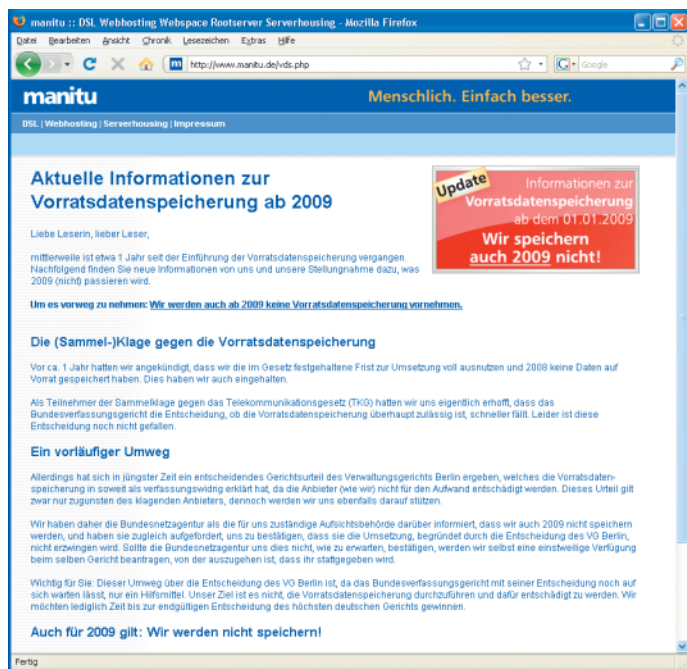 manitu :: DSL Webhosting Webspace Rootserver Serverhousing - Mozilla Firefox
Datei Bearbeiten Ansicht Chronik Lesezeichen Extras Hilfe
m http://www.manitu.de/vds.php G Google
manitu Menschlich. Einfach besser.
DSL | Webhosting | Serverhousing | Impressum
Aktuelle Informationen zur
Vorratsdatenspeicherung ab 2009
Update
Informationen zur
Vorratsdatenspeicherung
ab dem 01.01.2009
Wir speichern
auch 2009 nicht!
Liebe Leserin, lieber Leser,
mittlerweile ist etwa 1 Jahr seit der Einführung der Vorratsdatenspeicherung vergangen.
Nachfolgend finden Sie neue Informationen von uns und unsere Stellungnahme dazu, was
2009 (nicht) passieren wird.
Um es vorweg zu nehmen: Wir werden auch ab 2009 keine Vorratsdatenspeicherung vornehmen.
Die (Sammel-)Klage gegen die Vorratsdatenspeicherung
Vor ca. 1 Jahr hatten wir angekündigt, dass wir die im Gesetz festgehaltene Frist zur Umsetzung voll ausnutzen und 2008 keine Daten auf
Vorrat gespeichert haben. Dies haben wir auch eingehalten.
Als Teilnehmer der Sammelklage gegen das Telekommunikationsgesetz (TKG) hatten wir uns eigentlich erhofft, dass das
Bundesverfassungsgericht die Entscheidung, ob die Vorratsdatenspeicherung überhaupt zulässig ist, schneller fällt. Leider ist diese
Entscheidung noch nicht gefallen.
Ein vorläufiger Umweg
Allerdings hat sich in jüngster Zeit ein entscheidendes Gerichtsurteil des Verwaltungsgerichts Berlin ergeben, welches die Vorratsdaten-
speicherung in soweit als verfassungswidrig erklärt hat, da die Anbieter (wie wir) nicht für den Aufwand entschädigt werden. Dieses Urteil gilt
zwar nur zugunsten des klagenden Anbieters, dennoch werden wir uns ebenfalls darauf stützen.
Wir haben daher die Bundesnetzagentur als die für uns zuständige Aufsichtsbehörde darüber informiert, dass wir auch 2009 nicht speichern
werden, und haben sie zugleich aufgefordert, uns zu bestätigen, dass sie die Umsetzung, begründet durch die Entscheidung des VG Berlin,
nicht erzwingen wird. Sollte die Bundesnetzagentur uns dies nicht, wie zu erwarten, bestätigen, werden wir selbst eine einstweilige Verfügung
beim selben Gericht beantragen, von der auszugehen ist, dass ihr stattgegeben wird.
Wichtig für Sie: Dieser Umweg über die Entscheidung des VG Berlin ist, da das Bundesverfassungsgericht mit seiner Entscheidung noch auf
sich warten lässt, nur ein Hilfsmittel. Unser Ziel ist es nicht, die Vorratsdatenspeicherung durchzuführen und dafür entschädigt zu werden. Wir
möchten lediglich Zeit bis zur endgültigen Entscheidung des höchsten deutschen Gerichts gewinnen.
Auch für 2009 gilt: Wir werden nicht speichern!
Fertig